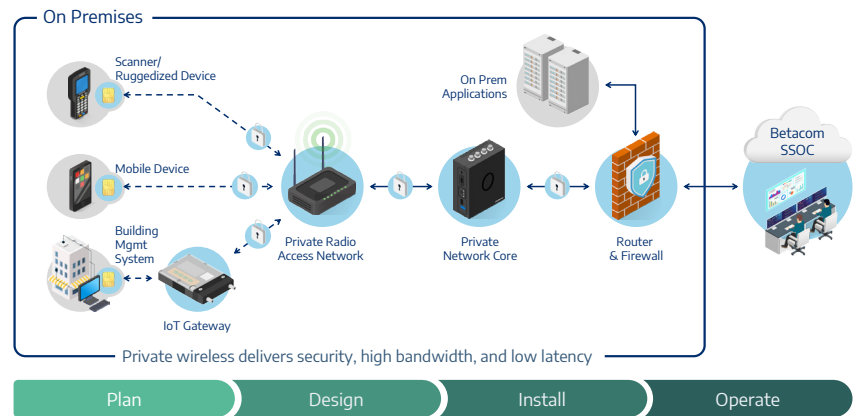 On Premises
Scanner/
Ruggedized Device
On Prem
Applications
Betacom
SSOC
Mobile Device
Building
Mgmt
System
Private Radio
Access Network
Private
Network Core
Router
& Firewall
IoT Gateway
Private wireless delivers security, high bandwidth, and low latency
Plan
Design
Install
Operate